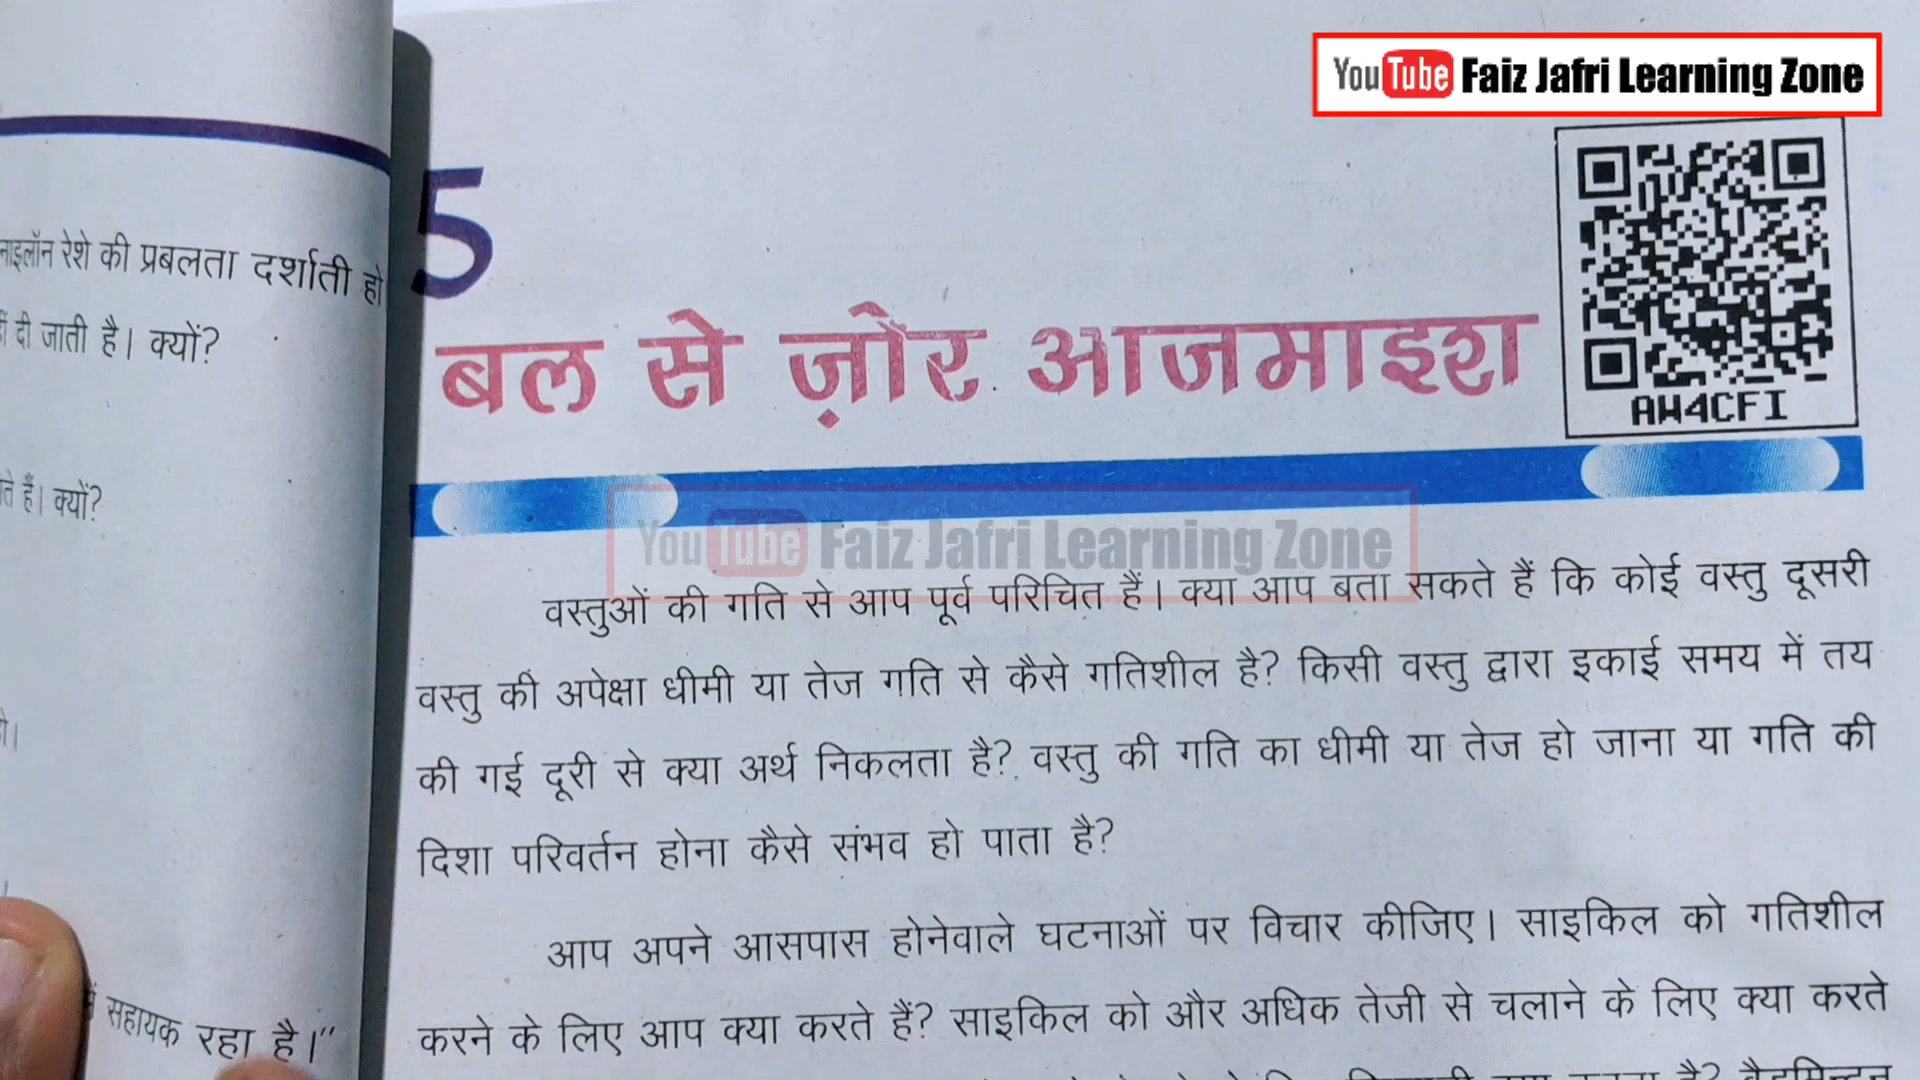 YouTube Faiz Jafri Learning Zone
नाइलॉन रेशे की प्रबलता दर्शाती हो
दी जाती है। क्यों?
हैं। क्यों?
सहायक रहा है।"
5
बल से ज़ोर आजमाइश
AW4CFI
YouTube Faiz Jafri Learning Zone
वस्तुओं की गति से आप पूर्व परिचित हैं। क्या आप बता सकते हैं कि कोई वस्तु दूसरी
वस्तु की अपेक्षा धीमी या तेज गति से कैसे गतिशील है? किसी वस्तु द्वारा इकाई समय में तय
की गई दूरी से क्या अर्थ निकलता है? वस्तु की गति का धीमी या तेज हो जाना या गति की
दिशा परिवर्तन होना कैसे संभव हो पाता है?
आप अपने आसपास होनेवाले घटनाओं पर विचार कीजिए। साइकिल को गतिशील
करने के लिए आप क्या करते हैं? साइकिल को और अधिक तेजी से चलाने के लिए क्या करते